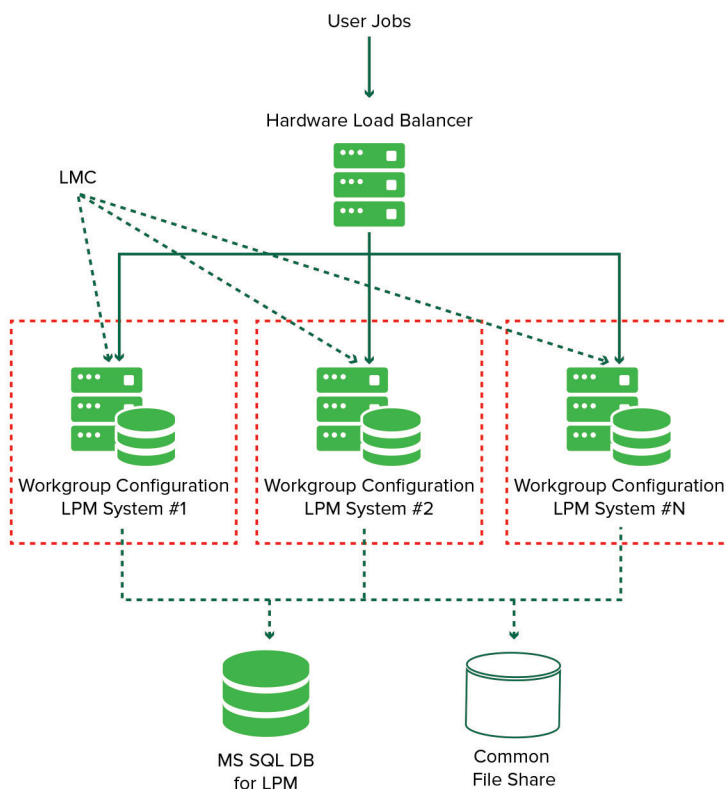 User Jobs
Hardware Load Balancer
LMC
Workgroup Configuration
LPM System #1
Workgroup Configuration
LPM System #2
Workgroup Configuration
LPM System #N
MS SQL DB
for LPM
Common
File Share